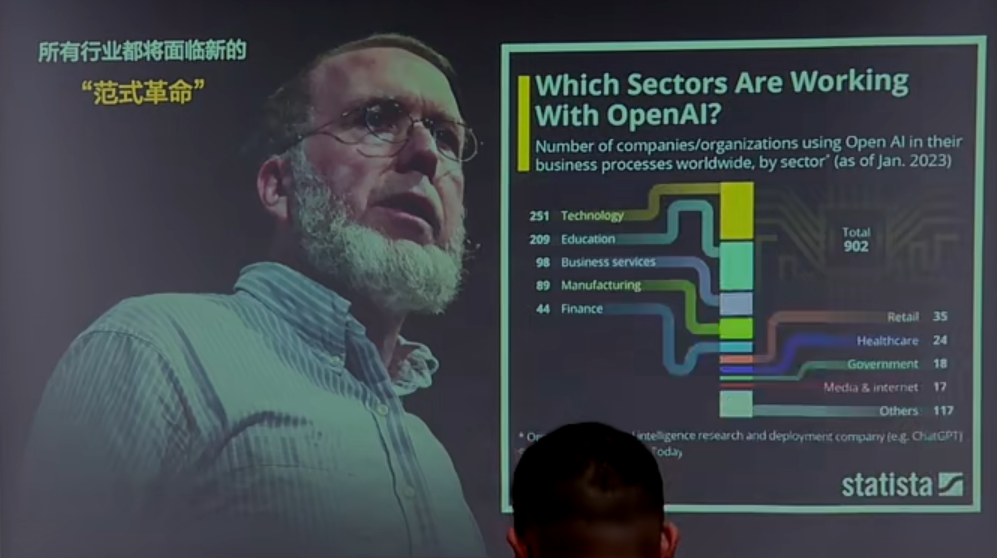 所有行业都将面临新的
“范式革命”
Which Sectors Are Working
With OpenAI?
Number of companies/organizations using Open AI in their
business processes worldwide, by sector* (as of Jan. 2023)
251 Technology
209 Education
98 Business services
89 Manufacturing
44 Finance
Total
902
Retail 35
Healthcare 24
Government 18
Media & internet 17
Others 117
* intelligence research and deployment company (e.g. ChatGPT)
Today
statista